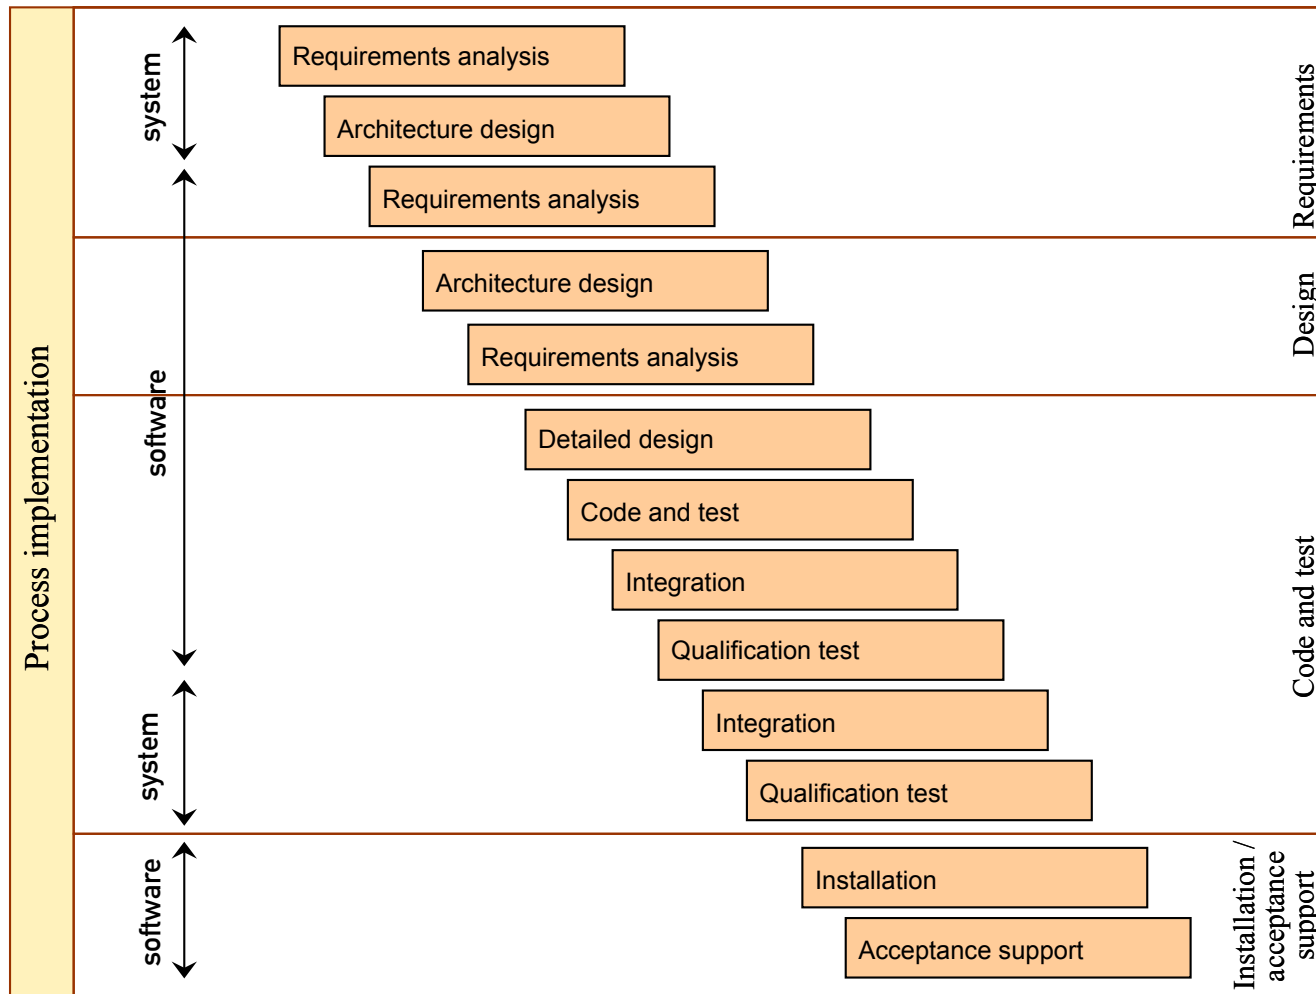 Process implementation
system
Requirements analysis
Architecture design
software
Requirements analysis
Requirements
Architecture design
Requirements analysis
Design
Detailed design
Code and test
Integration
Qualification test
system
Integration
Qualification test
Code and test
software
Installation
Acceptance support
Installation /
acceptance
support